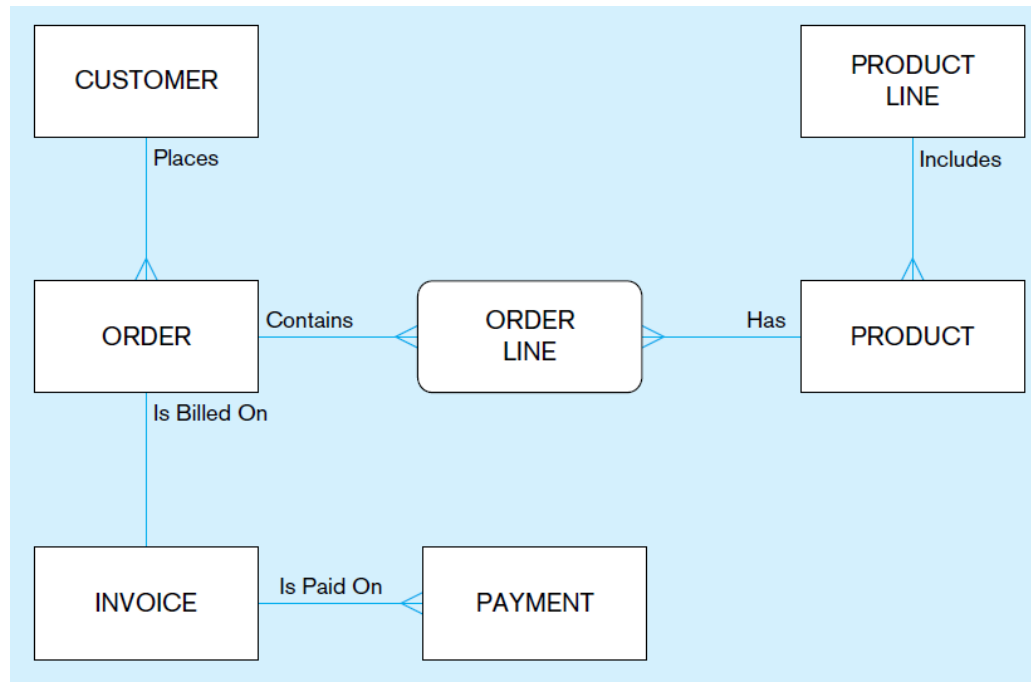 CUSTOMER
PRODUCT
LINE
Places
Includes
ORDER
Contains
ORDER
LINE
Has
PRODUCT
Is Billed On
INVOICE
Is Paid On
PAYMENT